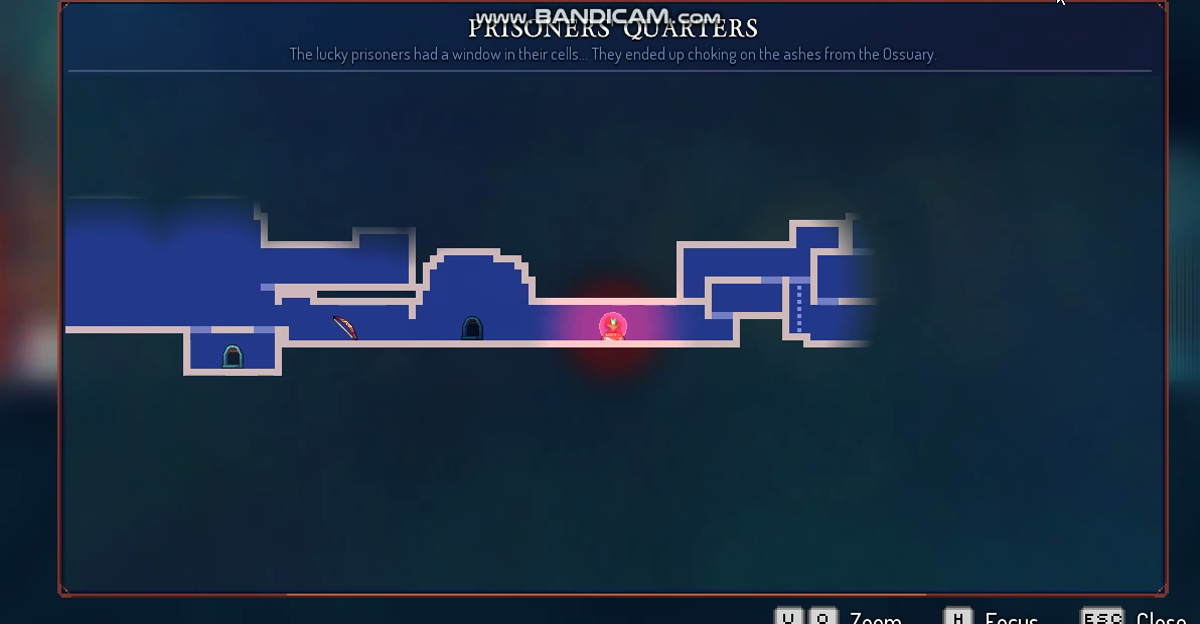 www.BANDICAM.com
PRISONERS' QUARTERS
The lucky prisoners had a window in their cells... They ended up choking on the ashes from the Ossuary.
Zoom
Focus
ESC Close